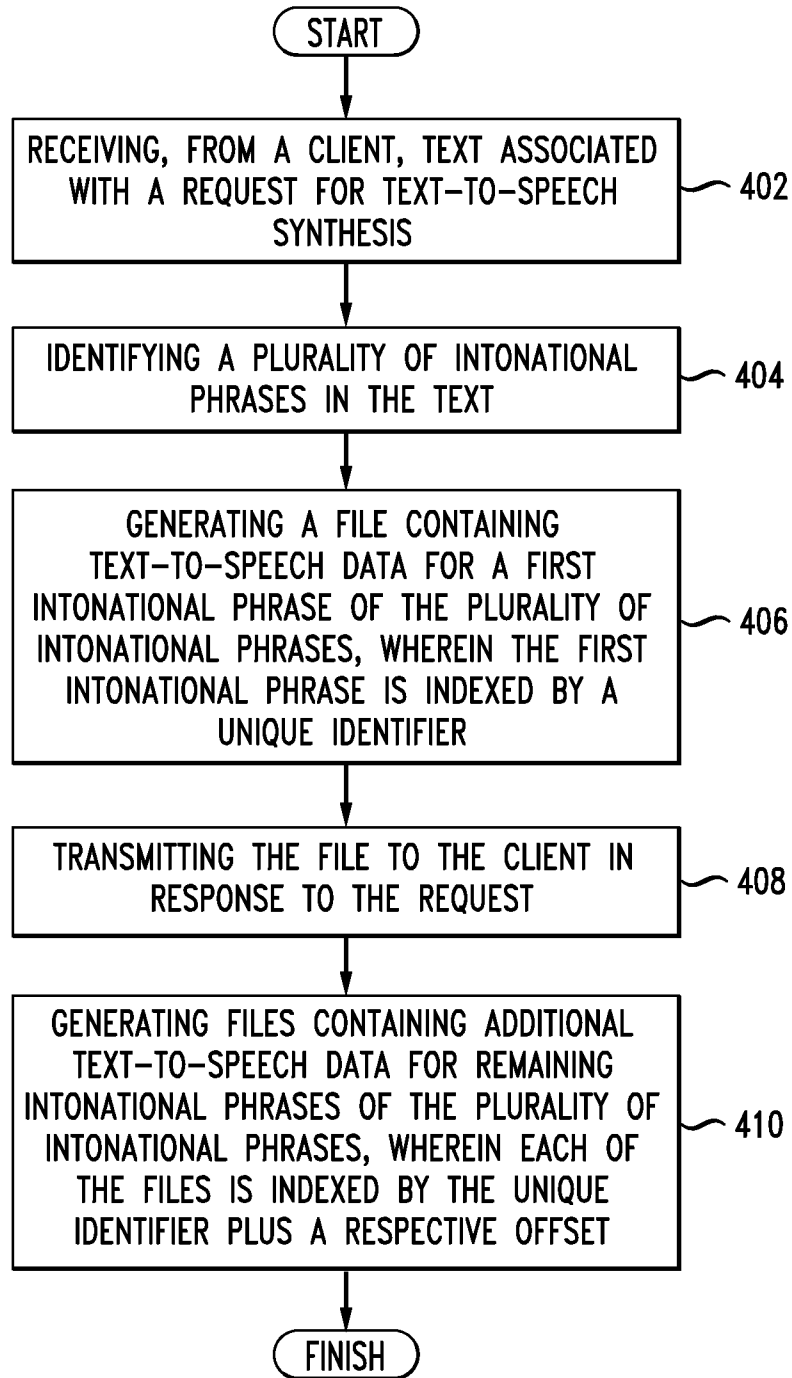 START
RECEIVING, FROM A CLIENT, TEXT ASSOCIATED
WITH A REQUEST FOR TEXT-TO-SPEECH
SYNTHESIS
402
IDENTIFYING A PLURALITY OF INTONATIONAL
PHRASES IN THE TEXT
404
GENERATING A FILE CONTAINING
TEXT-TO-SPEECH DATA FOR A FIRST
INTONATIONAL PHRASE OF THE PLURALITY OF
INTONATIONAL PHRASES, WHEREIN THE FIRST
INTONATIONAL PHRASE IS INDEXED BY A
UNIQUE IDENTIFIER
406
TRANSMITTING THE FILE TO THE CLIENT IN
RESPONSE TO THE REQUEST
408
GENERATING FILES CONTAINING ADDITIONAL
TEXT-TO-SPEECH DATA FOR REMAINING
INTONATIONAL PHRASES OF THE PLURALITY OF
INTONATIONAL PHRASES, WHEREIN EACH OF
THE FILES IS INDEXED BY THE UNIQUE
IDENTIFIER PLUS A RESPECTIVE OFFSET
410
FINISH